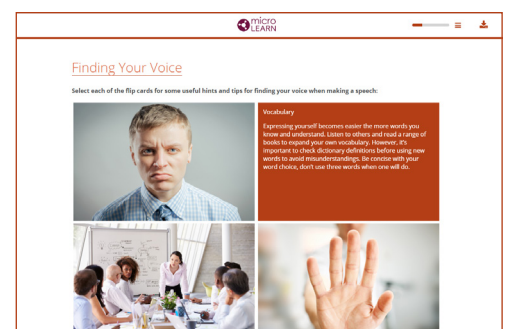 micro
LEARN
Finding Your Voice
Select each of the flip cards for some useful hints and tips for finding your voice when making a speech:
Vocabulary
Expressing yourself becomes easier the more words you
know and understand. Listen to others and read a range of
books to expand your own vocabulary. However, it's
important to check dictionary definitions before using new
words to avoid misunderstandings. Be concise with your
word choice, don't use three words when one will do.